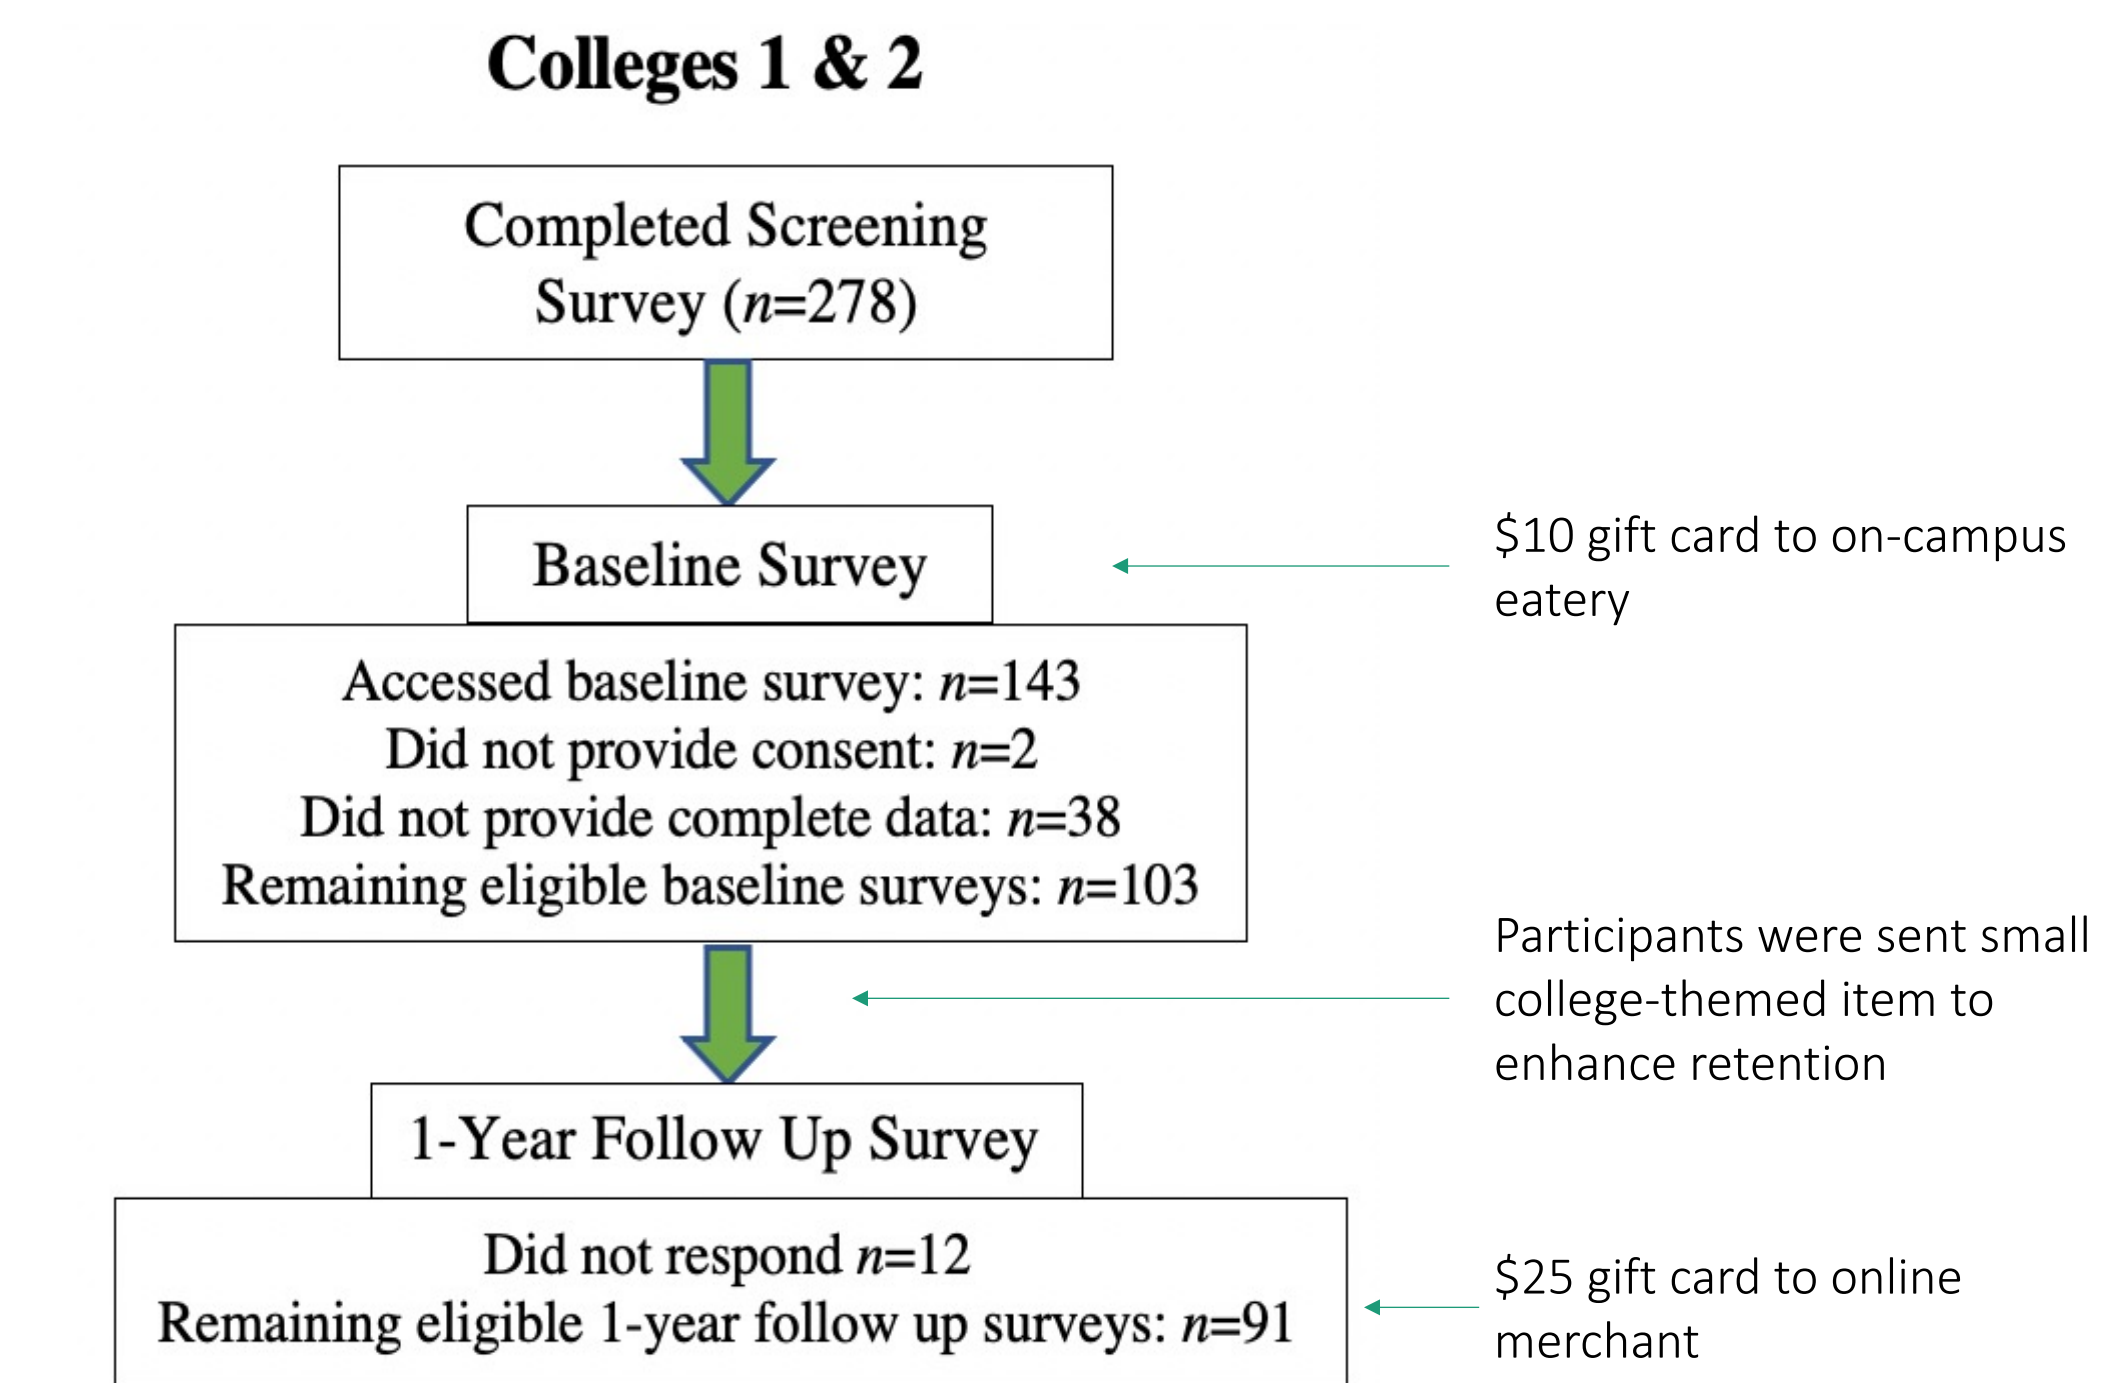 Colleges 1 & 2
Completed Screening
Survey (n=278)
Baseline Survey
$10 gift card to on-campus
eatery
Accessed baseline survey: n=143
Did not provide consent: n=2
Did not provide complete data: n=38
Remaining eligible baseline surveys: n=103
Participants were sent small
college-themed item to
enhance retention
1-Year Follow Up Survey
Did not respond n=12
Remaining eligible 1-year follow up surveys: n=91
$25 gift card to online
merchant